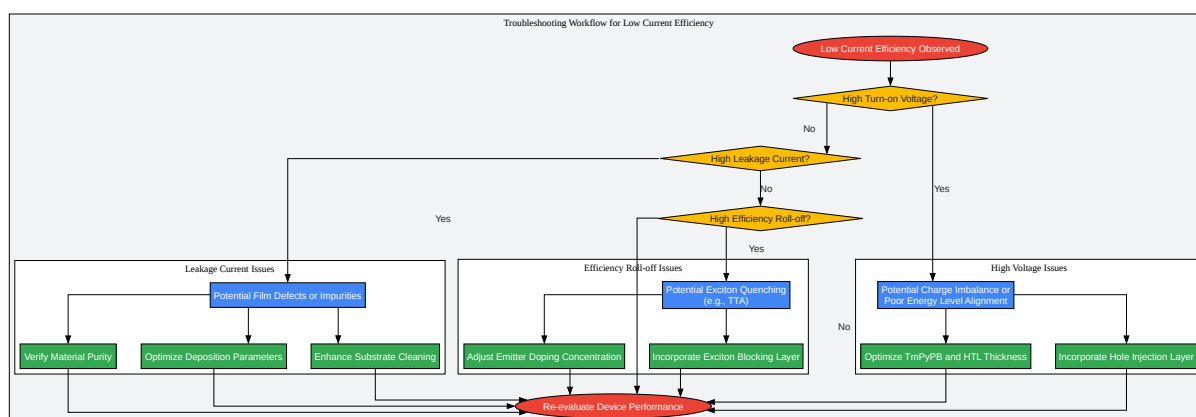 Troubleshooting Workflow for Low Current Efficiency
Low Current Efficiency Observed
High Turn-on Voltage?
No
High Leakage Current?
No
Yes
High Efficiency Roll-off?
Yes
Yes
Leakage Current Issues
Efficiency Roll-off Issues
High Voltage Issues
Potential Film Defects or Impurities
Potential Exciton Quenching
(e.g., TTA)
Potential Charge Imbalance or
Poor Energy Level Alignment
No
Verify Material Purity
Optimize Deposition Parameters
Enhance Substrate Cleaning
Adjust Emitter Doping Concentration
Incorporate Exciton Blocking Layer
Optimize TmPyPB and HTL Thickness
Incorporate Hole Injection Layer
Re-evaluate Device Performance